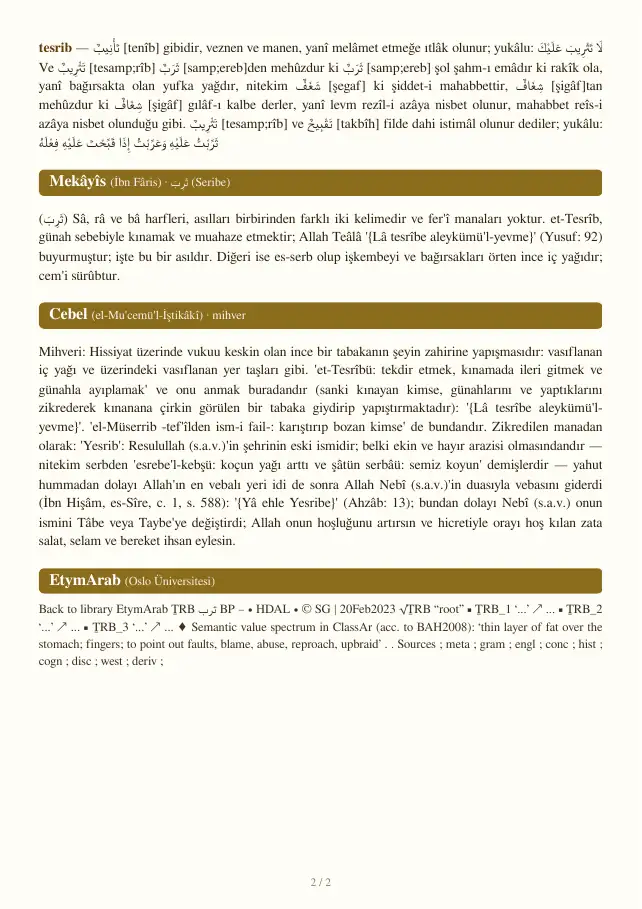 tesrib — تَأْنِيبٌ [tenîb] gibidir, veznen ve manen, yanî melâmet etmeğe ıtlâk olunur; yukâlu: لَا تَثْرِيبَ عَلَيْكَ
Ve تَثْرِيبٌ [tesamp;rîb] ثَرْبٌ [samp;ereb]den mehûzdur ki ثَرْبٌ [samp;ereb] şol şahm-ı emâdır ki rakîk ola,
yanî bağırsakta olan yufka yağdır, nitekim شَغَفٌ [şegaf] ki şiddet-i mahabbettir, شِغَافٌ [şigâf]tan
mehûzdur ki شِغَافٌ [şigâf] gılâf-ı kalbe derler, yanî levm rezîl-i azâya nisbet olunur, mahabbet reîs-i
azâya nisbet olunduğu gibi. تَثْرِيبٌ [tesamp;rîb] ve تَقْبِيحٌ [takbîh] filde dahi istimâl olunur dediler; yukâlu:
ثَرَّبْتُ عَلَيْهِ وَعَرَّبْتُ إِذَا قَبَّحْتَ عَلَيْهِ فِعْلَهُ
Mekâyîs (İbn Fâris) · ثرب (Seribe)
(ثَرِبَ) Sâ, râ ve bâ harfleri, asılları birbirinden farklı iki kelimedir ve fer'î manaları yoktur. et-Tesrîb,
günah sebebiyle kınamak ve muahaze etmektir; Allah Teâlâ '{Lâ tesrîbe aleykümü'l-yevme}' (Yusuf: 92)
buyurmuştur; işte bu bir asıldır. Diğeri ise es-serb olup işkembeyi ve bağırsakları örten ince iç yağıdır;
cem'i sürûbtur.
Cebel (el-Mu'cemü'l-İştikâkî) · mihver
Mihveri: Hissiyat üzerinde vukuu keskin olan ince bir tabakanın şeyin zahirine yapışmasıdır: vasıflanan
iç yağı ve üzerindeki vasıflanan yer taşları gibi. 'et-Tesrîbü: tekdir etmek, kınamada ileri gitmek ve
günahla ayıplamak' ve onu anmak buradandır (sanki kınayan kimse, günahlarını ve yaptıklarını
zikrederek kınanana çirkin görülen bir tabaka giydirip yapıştırmaktadır): '{Lâ tesrîbe aleykümü'l-
yevme}'. 'el-Müserrib -tef'îlden ism-i fail-: karıştırıp bozan kimse' de bundandır. Zikredilen manadan
olarak: 'Yesrib': Resulullah (s.a.v.)'in şehrinin eski ismidir; belki ekin ve hayır arazisi olmasındandır —
nitekim serbden 'esrebe'l-kebşü: koçun yağı arttı ve şâtün serbâü: semiz koyun' demişlerdir — yahut
hummadan dolayı Allah'ın en vebalı yeri idi de sonra Allah Nebî (s.a.v.)'in duasıyla vebasını giderdi
(İbn Hişâm, es-Sîre, c. 1, s. 588): '{Yâ ehle Yesribe}' (Ahzâb: 13); bundan dolayı Nebî (s.a.v.) onun
ismini Tâbe veya Taybe'ye değiştirdi; Allah onun hoşluğunu artırsın ve hicretiyle orayı hoş kılan zata
salat, selam ve bereket ihsan eylesin.
EtymArab (Oslo Üniversitesi)
Back to library EtymArab ṮRB ثرب BP – • HDAL • © SG | 20Feb2023 √ṮRB “root” ▪ ṮRB_1 ‘...’ ↗ ... ▪ ṮRB_2
‘...’ ↗ ... ▪ ṮRB_3 ‘...’ ↗ ... ♦ Semantic value spectrum in ClassAr (acc. to BAH2008): ‘thin layer of fat over the
stomach; fingers; to point out faults, blame, abuse, reproach, upbraid’ . . Sources ; meta ; gram ; engl ; conc ; hist ;
cogn ; disc ; west ; deriv ;
2 / 2